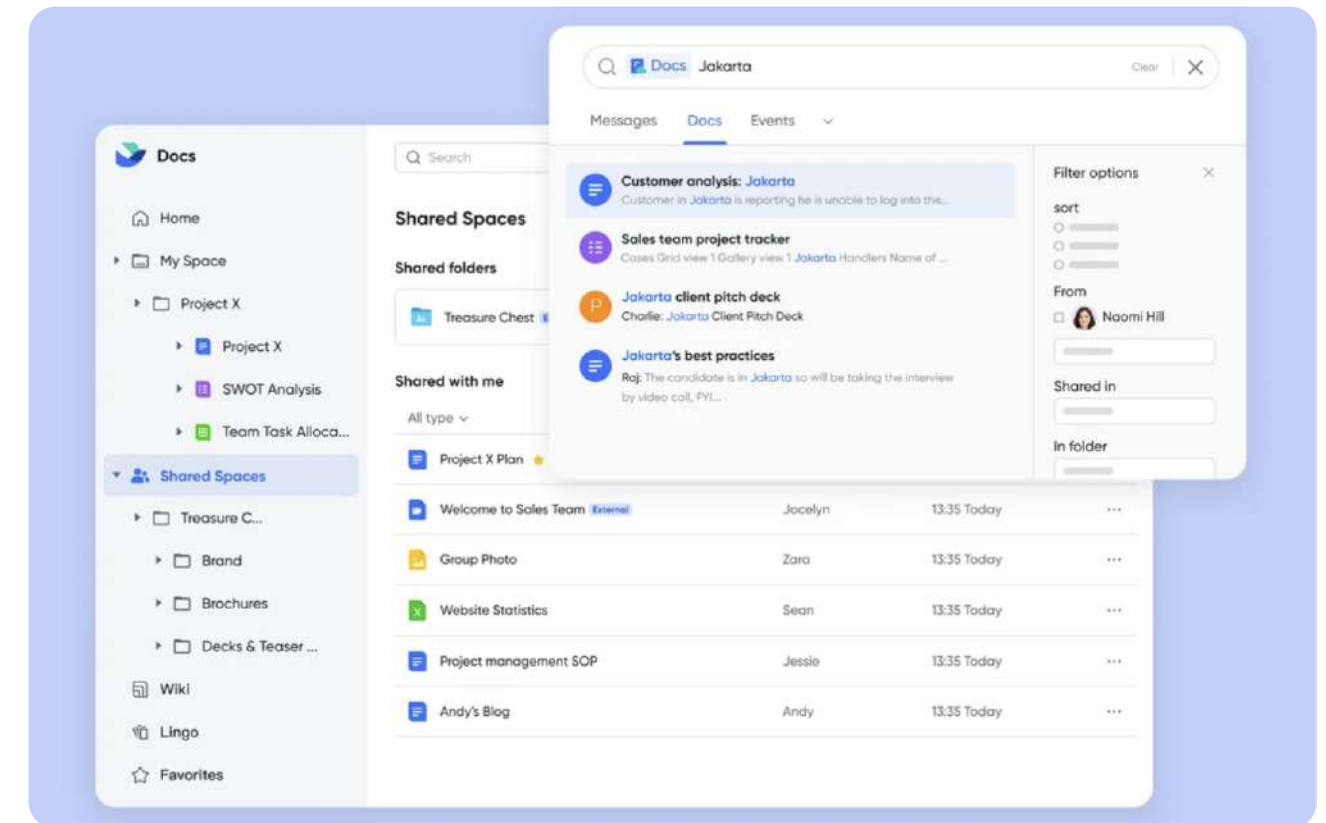 Docs
Home
My Space
Project X
Project X
SWOT Analysis
Team Task Alloca...
Shared Spaces
Treasure C...
Brand
Brochures
Decks & Teaser ...
Wiki
Lingo
Favorites
Search
Shared Spaces
Shared folders
Treasure Chest
Shared with me
All type
Project X Plan
Welcome to Sales Team External Jocelyn 13:35 Today
Group Photo Zara 13:35 Today
Website Statistics Sean 13:35 Today
Project management SOP Jessie 13:35 Today
Andy's Blog Andy 13:35 Today
Docs Jakarta Clear
Messages Docs Events
Customer analysis: Jakarta
Customer in Jakarta is reporting he is unable to log into the...
Sales team project tracker
Cases Grid view 1 Gallery view 1 Jakarta Handlers Name of ...
P
Jakarta client pitch deck
Charlie: Jakarta Client Pitch Deck
Jakarta's best practices
Raj: The candidate is in Jakarta so will be taking the interview
by video call, FYI...
Filter options
sort
From
Naomi Hill
Shared in
In folder